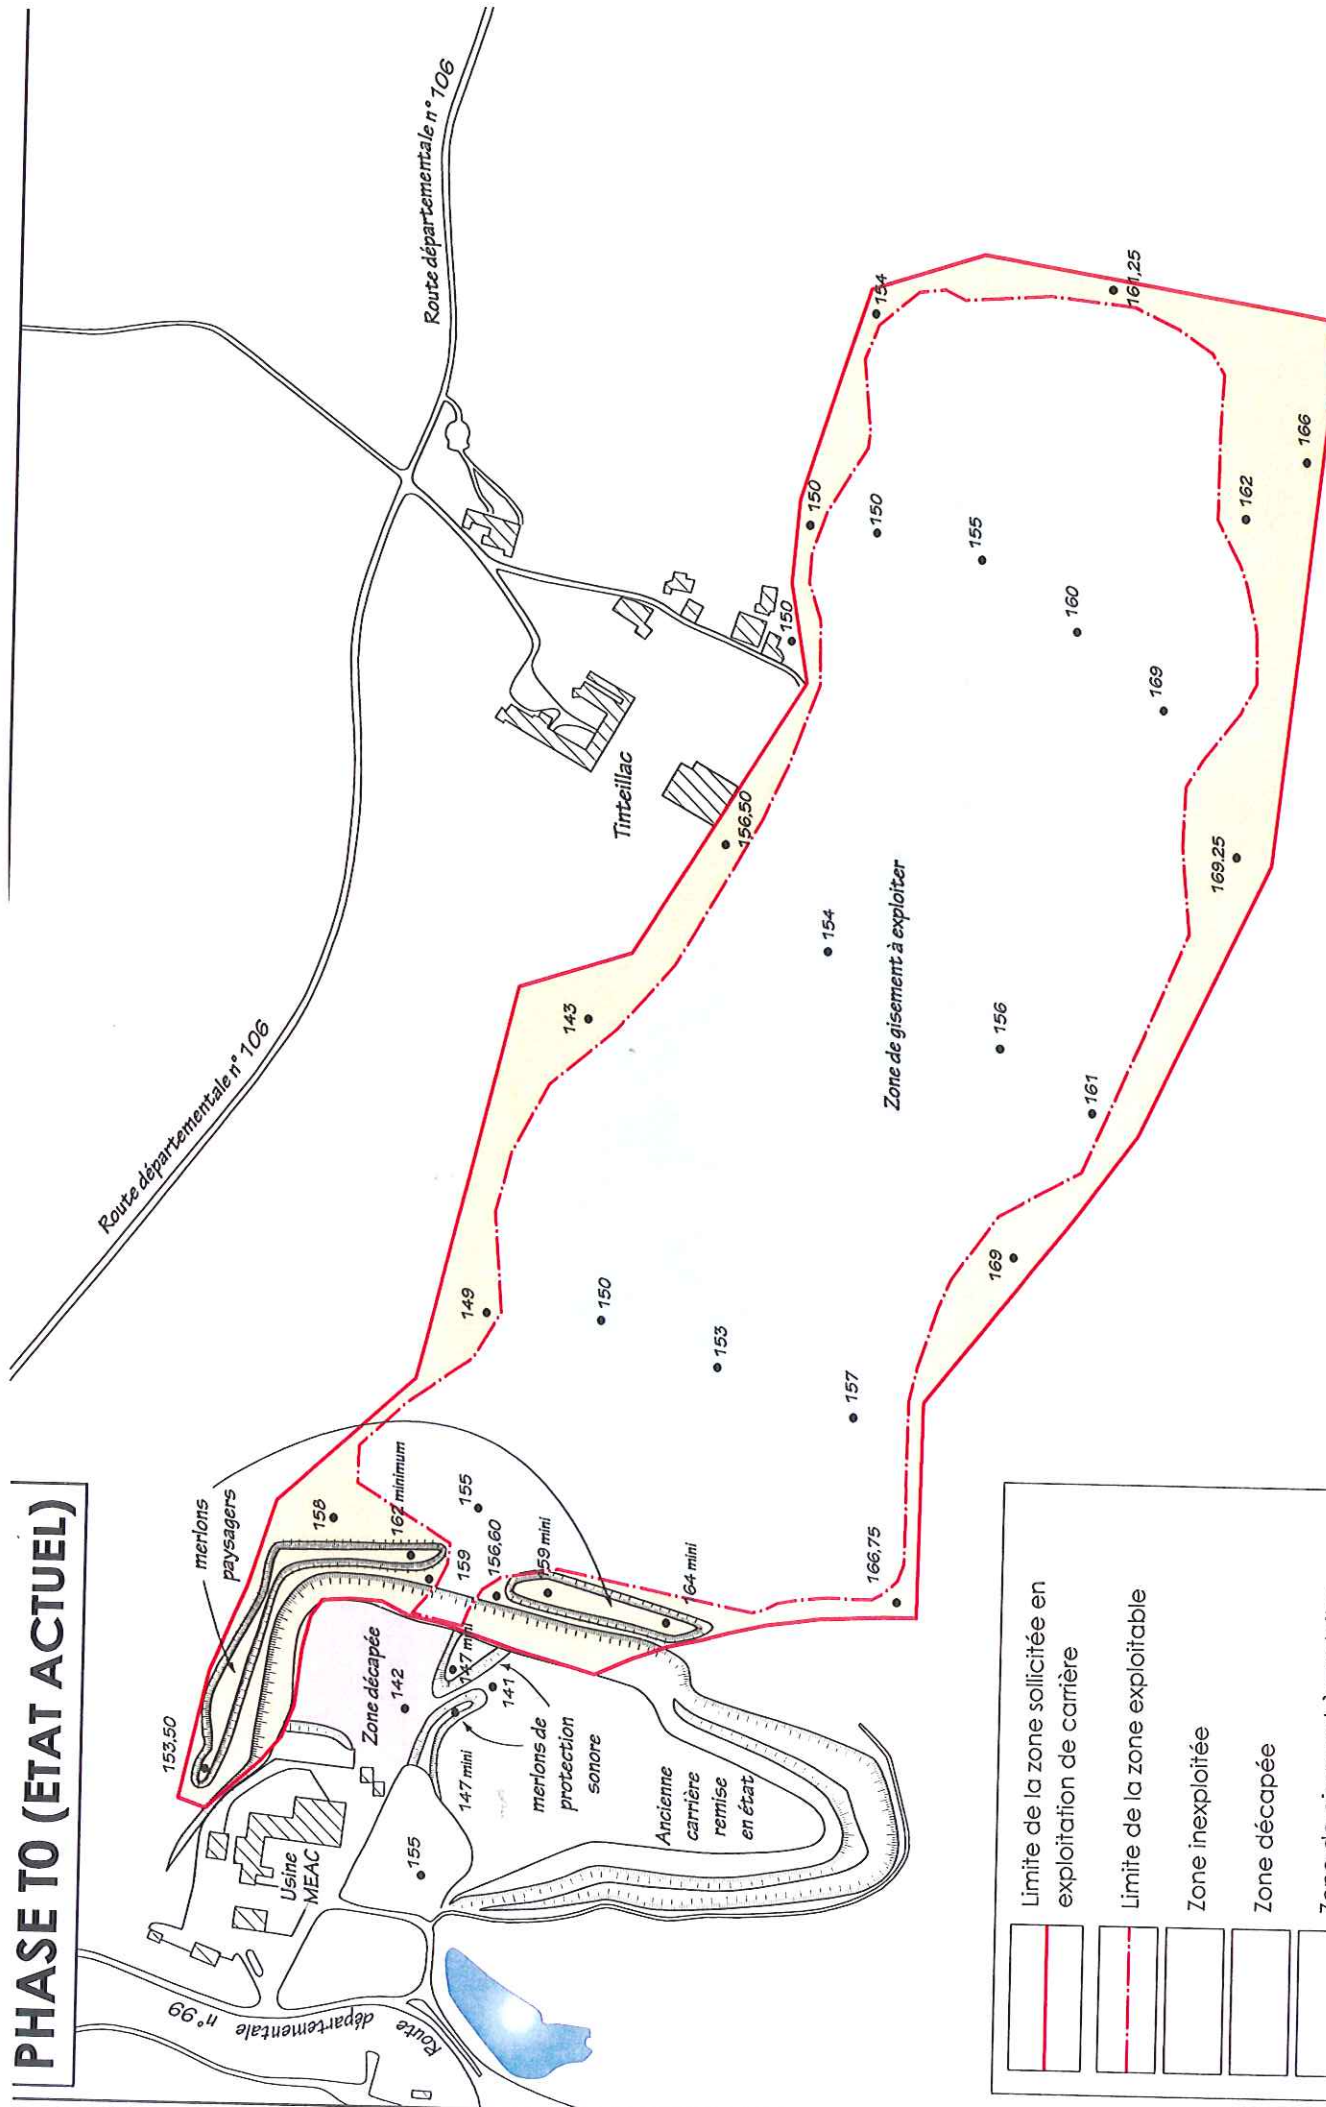 PHASE T0 (ETAT ACTUEL)
Route départementale n° 106
Route départementale n° 106
Route
départementale n° 99
merlons
paysagers
153,50
158
162 minimum
159
155
156,60
159 mini
164 mini
166,75
Zone décapée
142
147 mini
141
147 mini
merlons de
protection
sonore
Usine
MEAC
155
Ancienne
carrière
remise
en état
149
150
153
157
143
169
Tinteillac
156,50
154
156
161
Zone de gisement à exploiter
169.25
150
150
150
155
160
169
154
161,25
162
166
Limite de la zone sollicitée en
exploitation de carrière
Limite de la zone exploitable
Zone inexploitée
Zone décapée